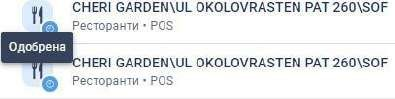 CHERI GARDEN\UL OKOLOVRASTEN PAT 260\SOF
Ресторанти • POS
Одобрена
CHERI GARDEN\UL OKOLOVRASTEN PAT 260\SOF
Ресторанти • POS